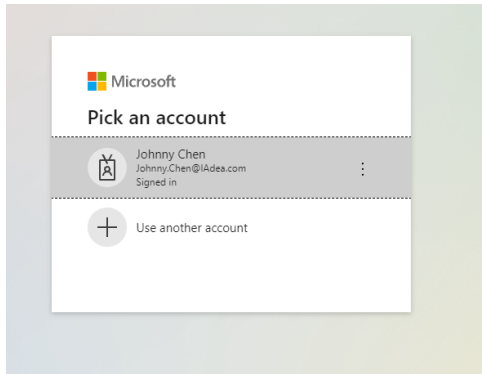 Microsoft
Pick an account
Johnny Chen
Johnny.Chen@IAdea.com
Signed in
Use another account